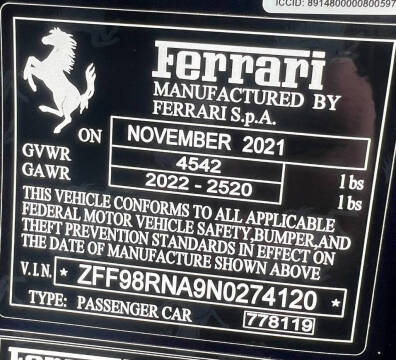 ICCID: 8914800000800597
Ferrari
MANUFACTURED BY
FERRARI S.p.A.
ON NOVEMBER 2021
GVWR 4542 lbs
GAWR 2022 - 2520 lbs
THIS VEHICLE CONFORMS TO ALL APPLICABLE
FEDERAL MOTOR VEHICLE SAFETY,BUMPER,AND
THEFT PREVENTION STANDARDS IN EFFECT ON
THE DATE OF MANUFACTURE SHOWN ABOVE
V.I.N. * ZFF98RNA9N0274120 *
TYPE: PASSENGER CAR 778119